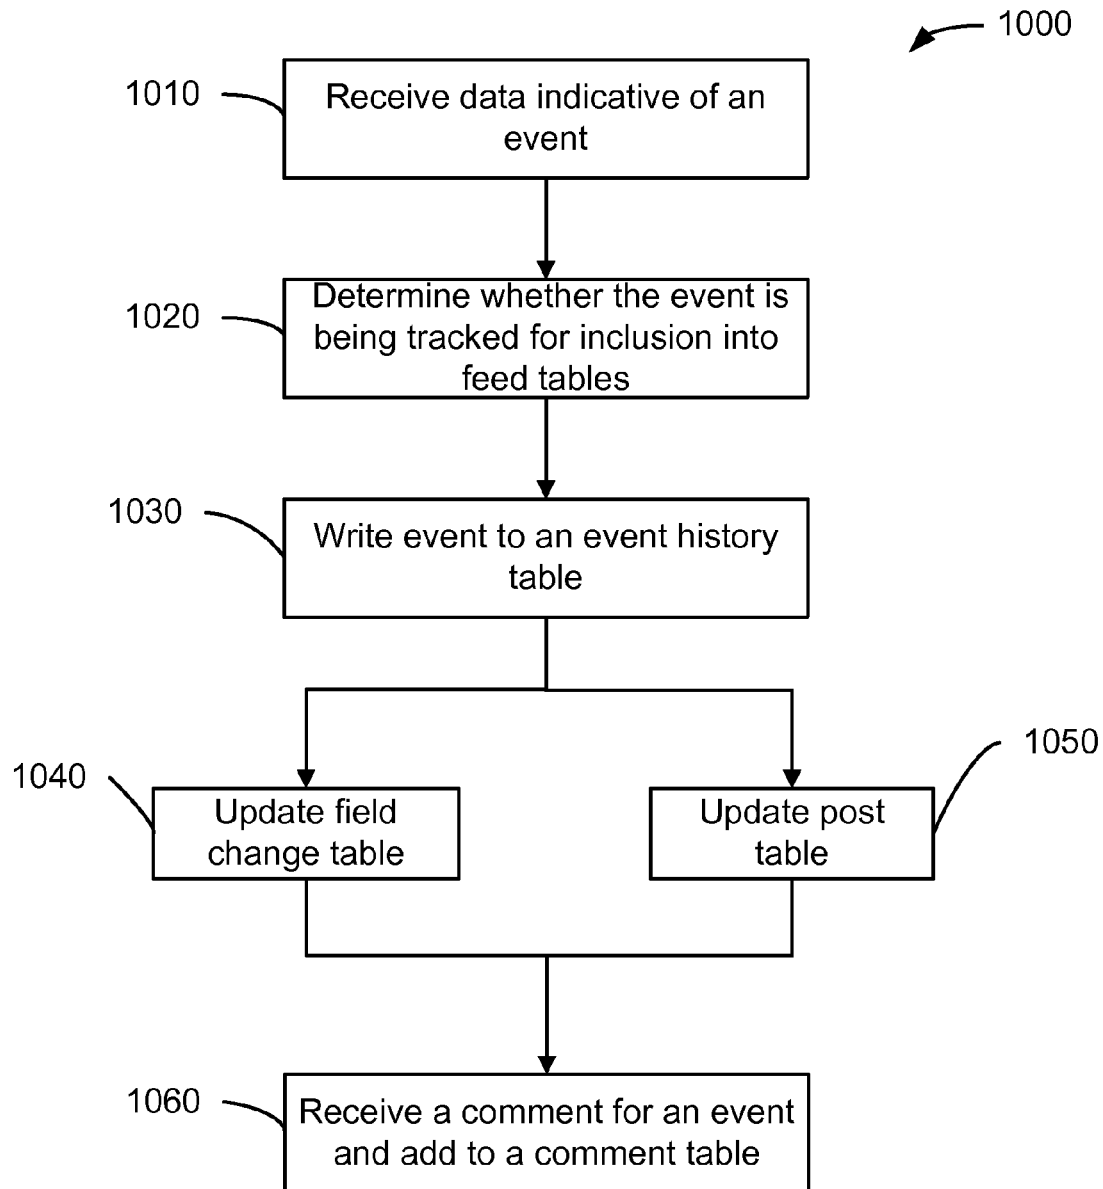 1000
1010
Receive data indicative of an
event
1020
Determine whether the event is
being tracked for inclusion into
feed tables
1030
Write event to an event history
table
1040
Update field
change table
1050
Update post
table
1060
Receive a comment for an event
and add to a comment table